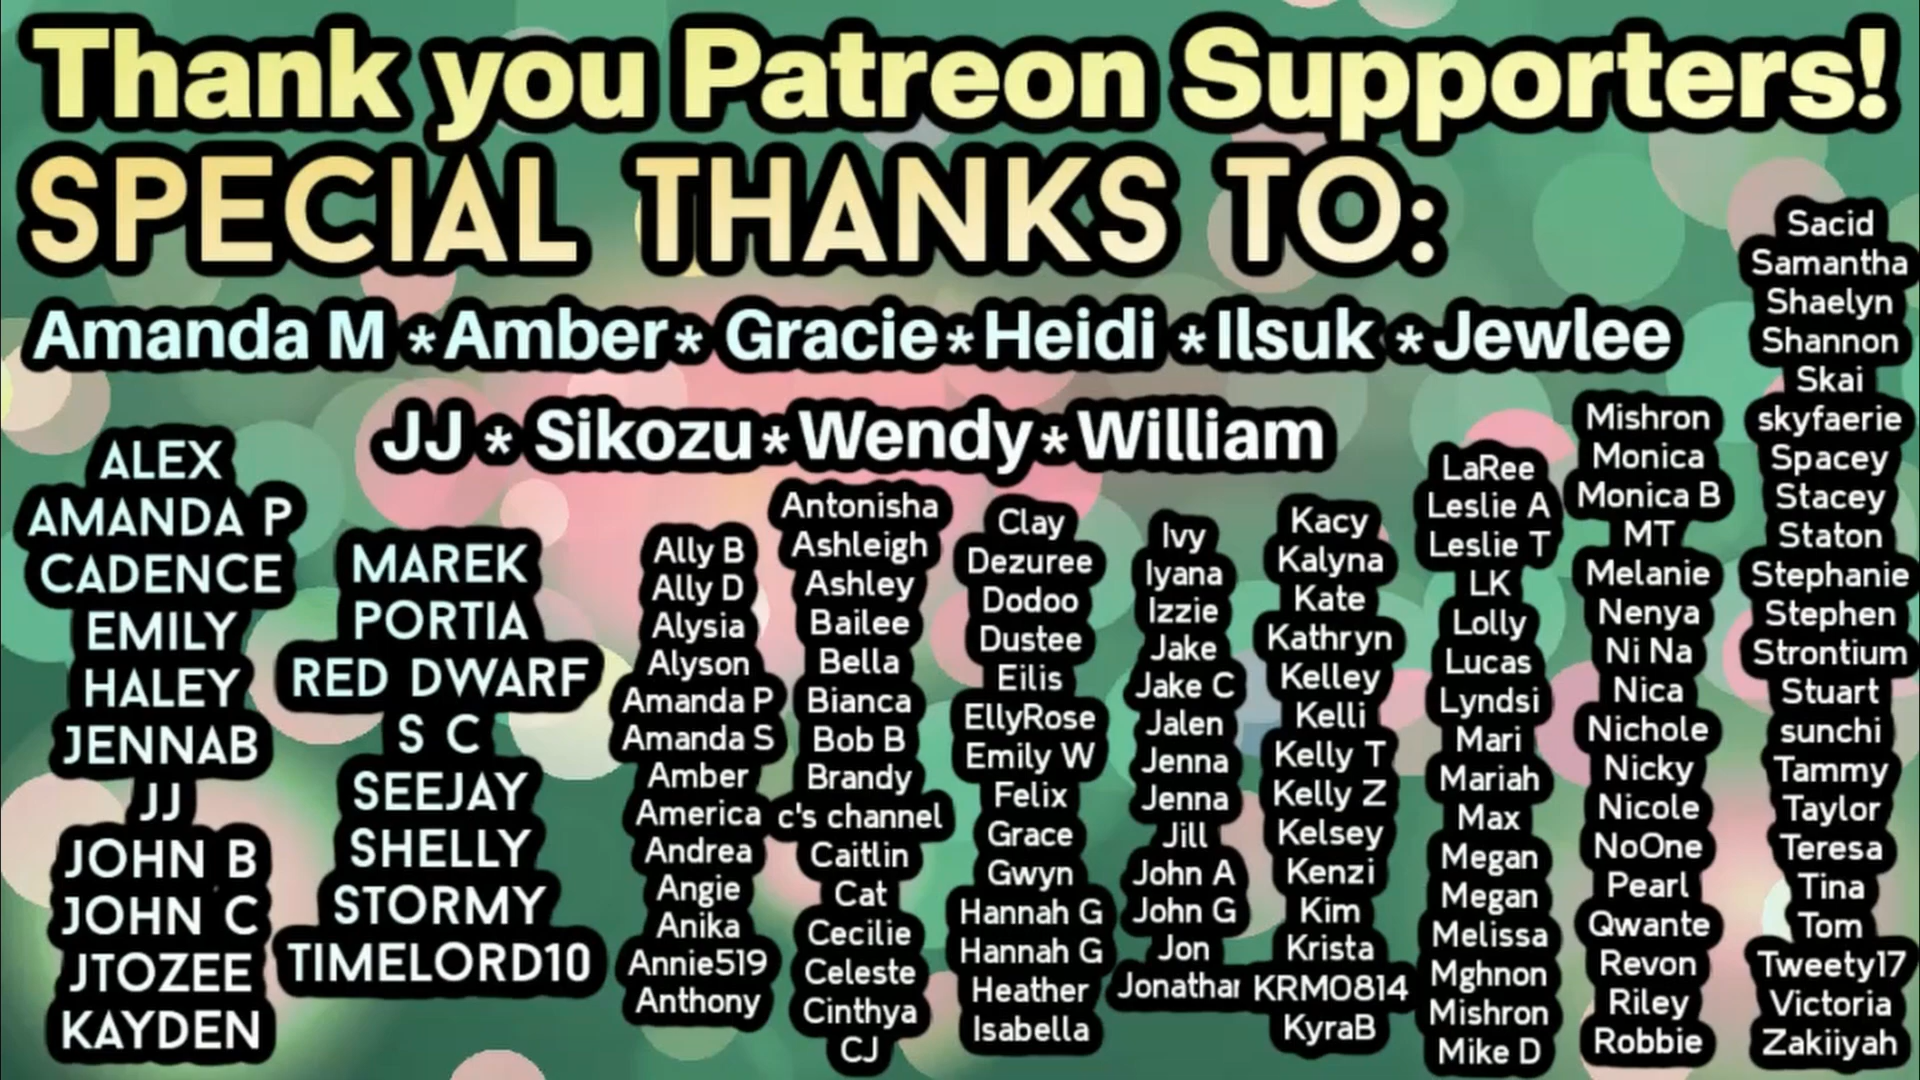 Thank you Patreon Supporters!
SPECIAL THANKS TO:
Amanda M * Amber * Gracie * Heidi * Ilsuk * Jewlee
JJ * Sikozu * Wendy * William
ALEX
AMANDA P
CADENCE
EMILY
HALEY
JENNAB
JJ
JOHN B
JOHN C
JTOZEE
KAYDEN
MAREK
PORTIA
RED DWARF
S C
SEEJAY
SHELLY
STORMY
TIMELORD10
Ally B
Ally D
Alysia
Alyson
Amanda P
Amanda S
Amber
America
Andrea
Angie
Anika
Annie519
Anthony
Antonisha
Ashleigh
Ashley
Bailee
Bella
Bianca
Bob B
Brandy
c's channel
Caitlin
Cat
Cecilie
Celeste
Cinthya
CJ
Clay
Dezuree
Dodoo
Dustee
Eilis
EllyRose
Emily W
Felix
Grace
Gwyn
Hannah G
Hannah G
Heather
Isabella
Ivy
Iyana
Izzie
Jake
Jake C
Jalen
Jenna
Jenna
Jill
John A
John G
Jon
Jonathan
Kacy
Kalyna
Kate
Kathryn
Kelley
Kelli
Kelly T
Kelly Z
Kelsey
Kenzi
Kim
Krista
KRM0814
KyraB
LaRee
Leslie A
Leslie T
LK
Lolly
Lucas
Lyndsi
Mari
Mariah
Max
Megan
Megan
Melissa
Mghnon
Mishron
Mike D
Mishron
Monica
Monica B
MT
Melanie
Nenya
Ni Na
Nica
Nichole
Nicky
Nicole
NoOne
Pearl
Qwante
Revon
Riley
Robbie
Sacid
Samantha
Shaelyn
Shannon
Skai
skyfaerie
Spacey
Stacey
Staton
Stephanie
Stephen
Strontium
Stuart
sunchi
Tammy
Taylor
Teresa
Tina
Tom
Tweety17
Victoria
Zakiiyah